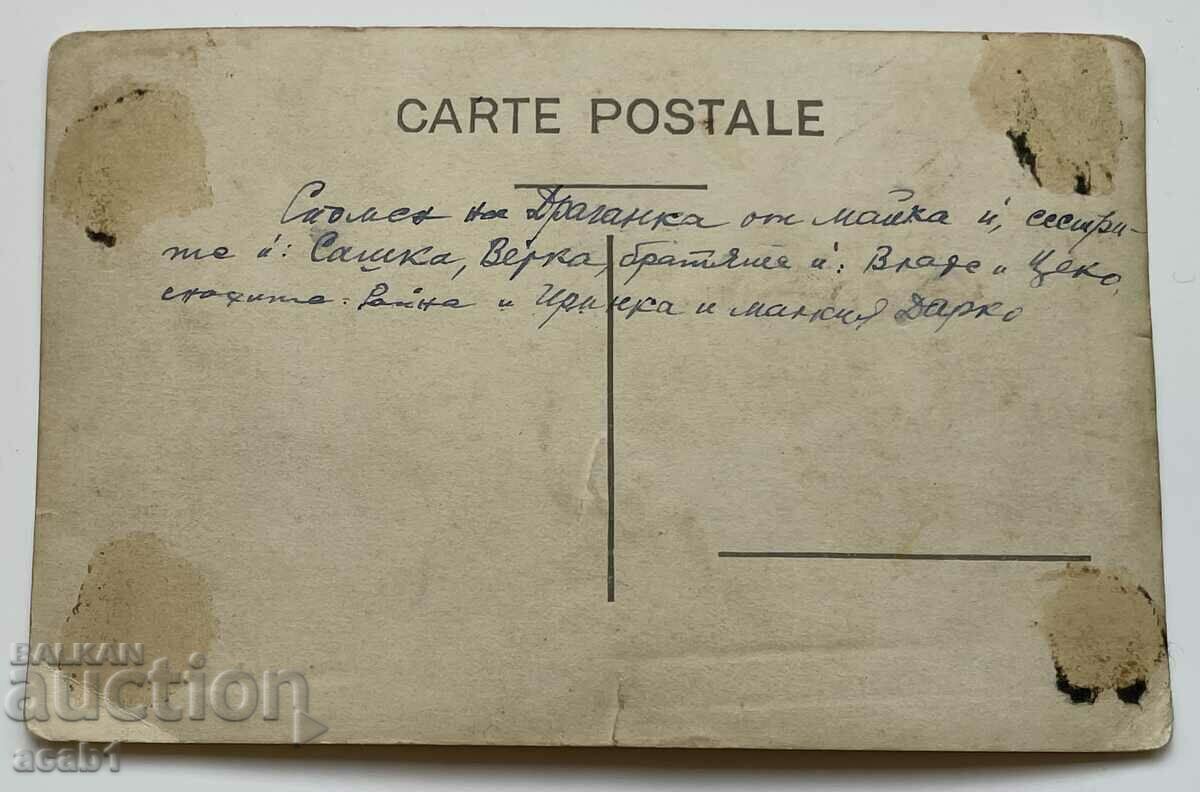 CARTE POSTALE
Спомен на Драганка от майка ѝ, сестри-
те ѝ: Сашка, Верка, братята ѝ: Владе и Цеко,
снахите: Райна и Иринка и малкия Дарко
BALKAN
auction
acab1